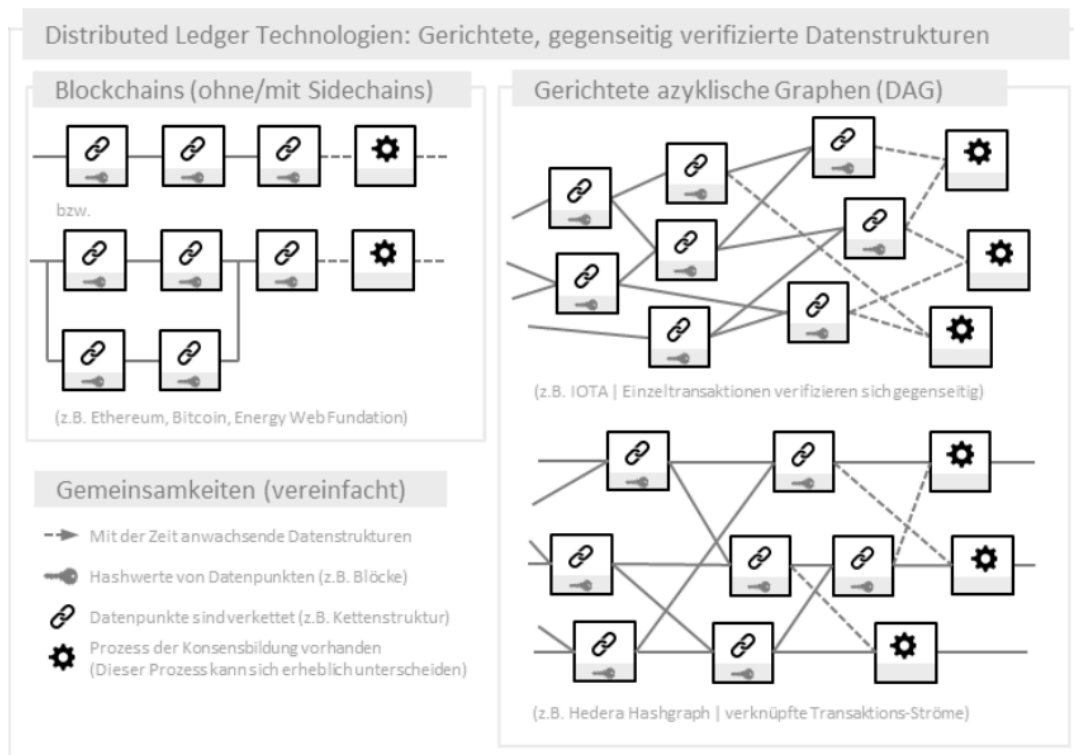 Distributed Ledger Technologien: Gerichtete, gegenseitig verifizierte Datenstrukturen
Blockchains (ohne/mit Sidechains)
bzw.
(z.B. Ethereum, Bitcoin, Energy Web Fundation)
Gemeinsamkeiten (vereinfacht)
Mit der Zeit anwachsende Datenstrukturen
Hashwerte von Datenpunkten (z.B. Blöcke)
Datenpunkte sind verkettet (z.B. Kettenstruktur)
Prozess der Konsensbildung vorhanden
(Dieser Prozess kann sich erheblich unterscheiden)
Gerichtete azyklische Graphen (DAG)
(z.B. IOTA | Einzeltransaktionen verifizieren sich gegenseitig)
(z.B. Hedera Hashgraph | verknüpfte Transaktions-Ströme)